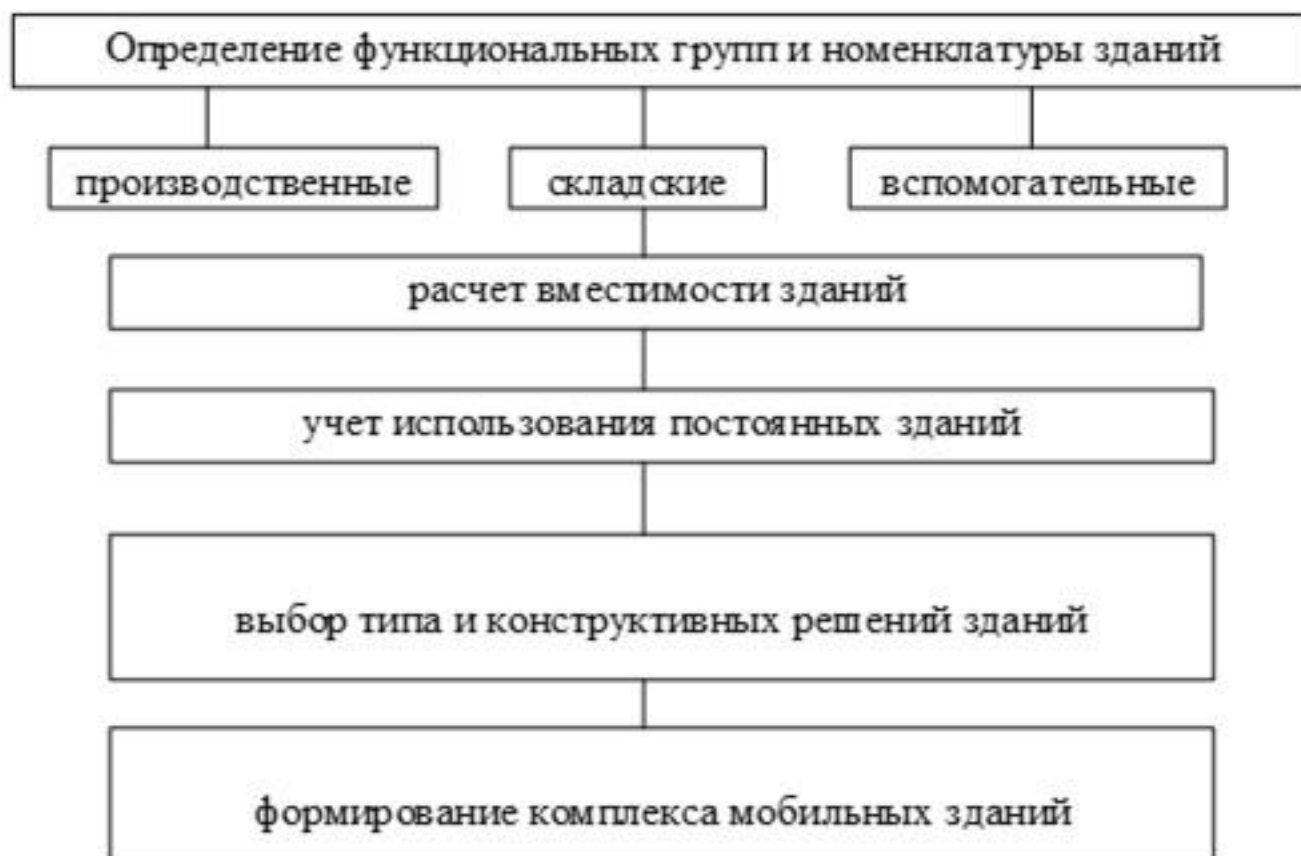 Определение функциональных групп и номенклатуры зданий
производственные
складские
вспомогательные
расчет вместимости зданий
учет использования постоянных зданий
выбор типа и конструктивных решений зданий
формирование комплекса мобильных зданий